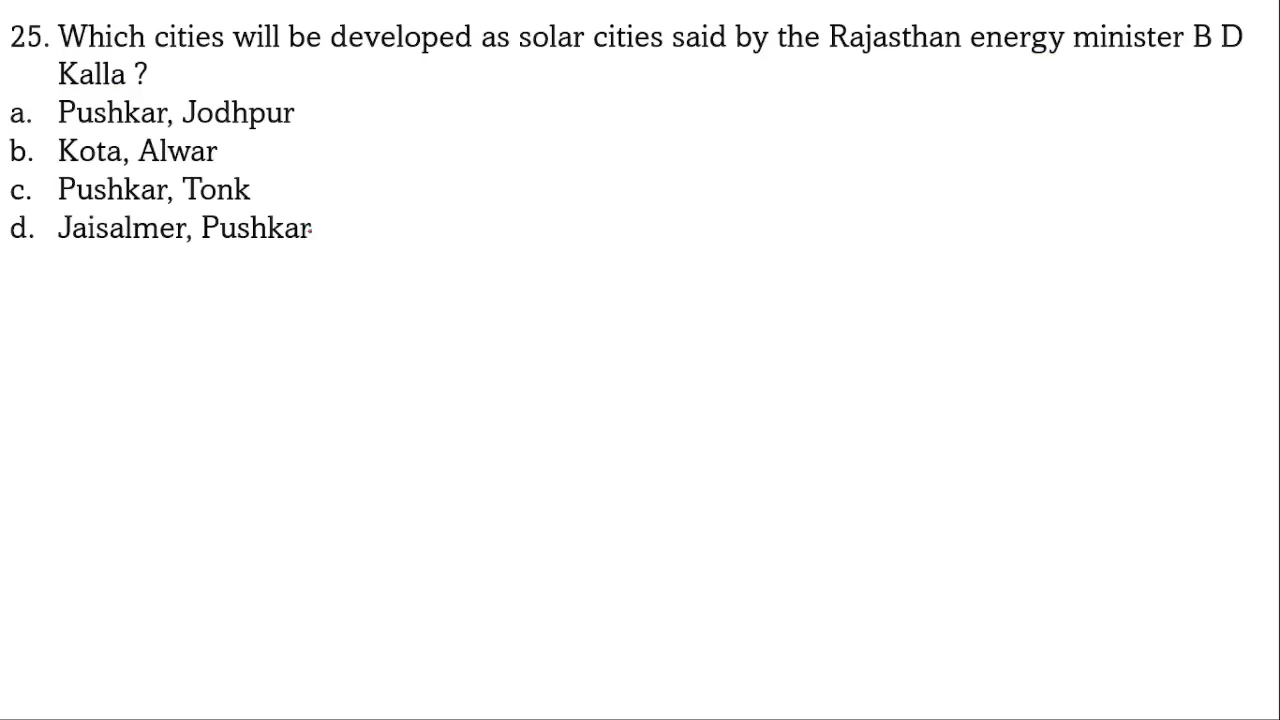 25. Which cities will be developed as solar cities said by the Rajasthan energy minister B D
Kalla ?
a. Pushkar, Jodhpur
b. Kota, Alwar
c. Pushkar, Tonk
d. Jaisalmer, Pushkar